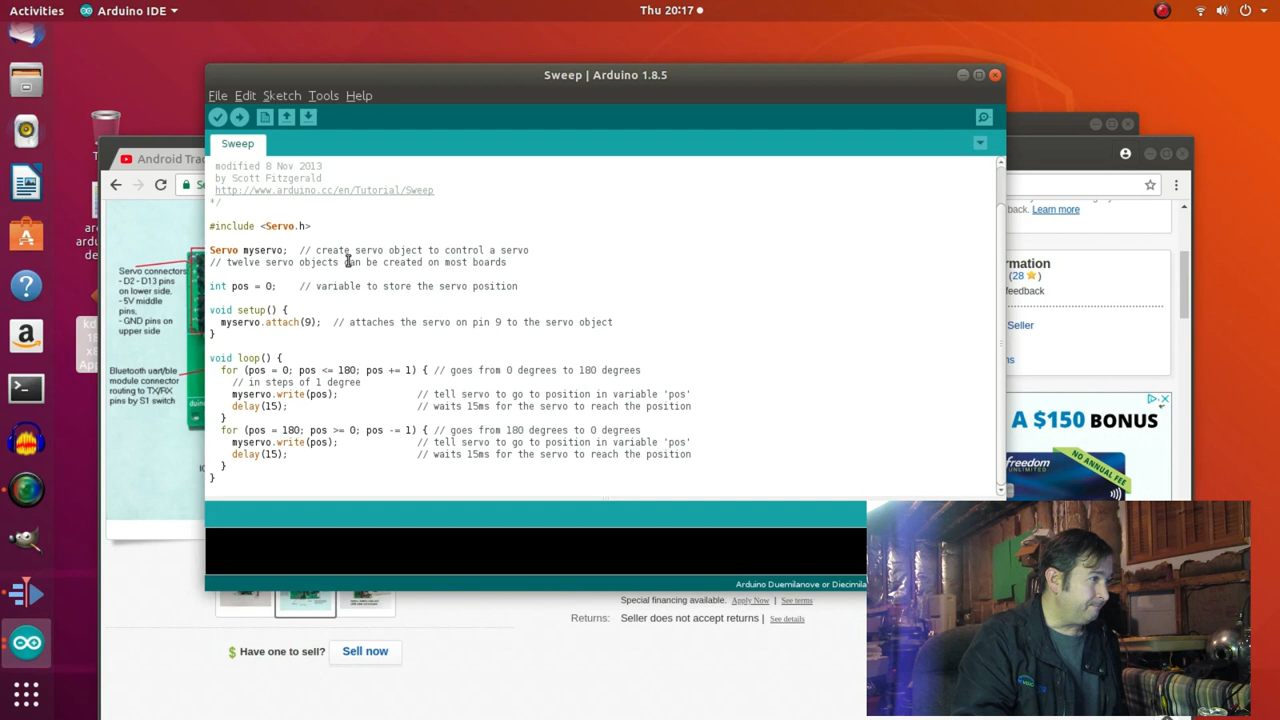 Activities
Arduino IDE
Thu 20:17
Sweep | Arduino 1.8.5
File Edit Sketch Tools Help
Sweep
modified 8 Nov 2013
by Scott Fitzgerald
http://www.arduino.cc/en/Tutorial/Sweep
*/
#include <Servo.h>
Servo myservo;  // create servo object to control a servo
// twelve servo objects can be created on most boards
int pos = 0;    // variable to store the servo position
void setup() {
myservo.attach(9);  // attaches the servo on pin 9 to the servo object
}
void loop() {
for (pos = 0; pos <= 180; pos += 1) { // goes from 0 degrees to 180 degrees
// in steps of 1 degree
myservo.write(pos);              // tell servo to go to position in variable 'pos'
delay(15);                       // waits 15ms for the servo to reach the position
}
for (pos = 180; pos >= 0; pos -= 1) { // goes from 180 degrees to 0 degrees
myservo.write(pos);              // tell servo to go to position in variable 'pos'
delay(15);                       // waits 15ms for the servo to reach the position
}
}
Arduino Duemilanove or Diecimila
Android Tra
Servo connectors
- D2 - D13 pins
on lower side,
- 5V middle
pins,
- GND pins on
upper side
Bluetooth uart/ble
module connector
routing to TX/RX
pins by S1 switch
back. Learn more
rmation
(28
eedback
Seller
A $150 BONUS
freedom
UNLIMITED
NO ANNUAL FEE
Special financing available. Apply Now | See terms
Returns: Seller does not accept returns | See details
Have one to sell? Sell now